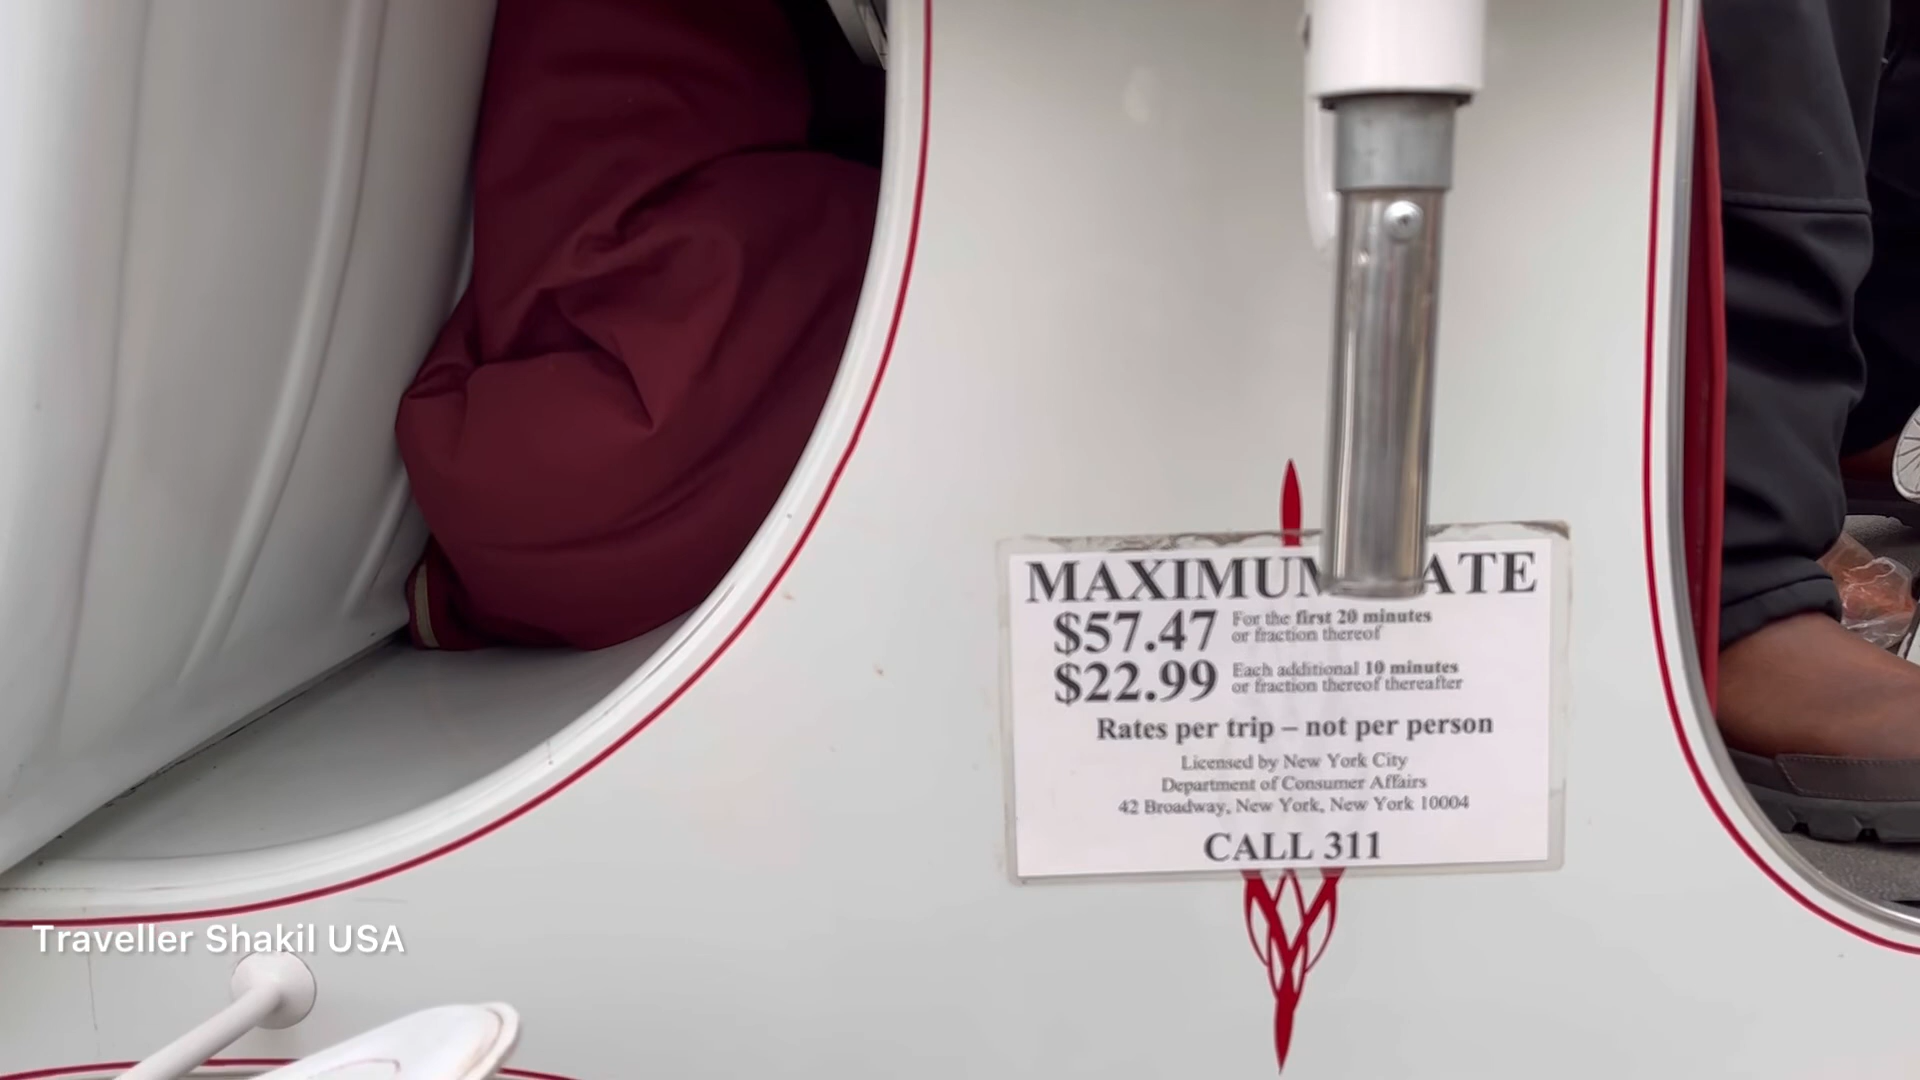 MAXIMUM ATE
$57.47 For the first 20 minutes
or fraction thereof
$22.99 Each additional 10 minutes
or fraction thereof thereafter
Rates per trip – not per person
Licensed by New York City
Department of Consumer Affairs
42 Broadway, New York, New York 10004
CALL 311
Traveller Shakil USA